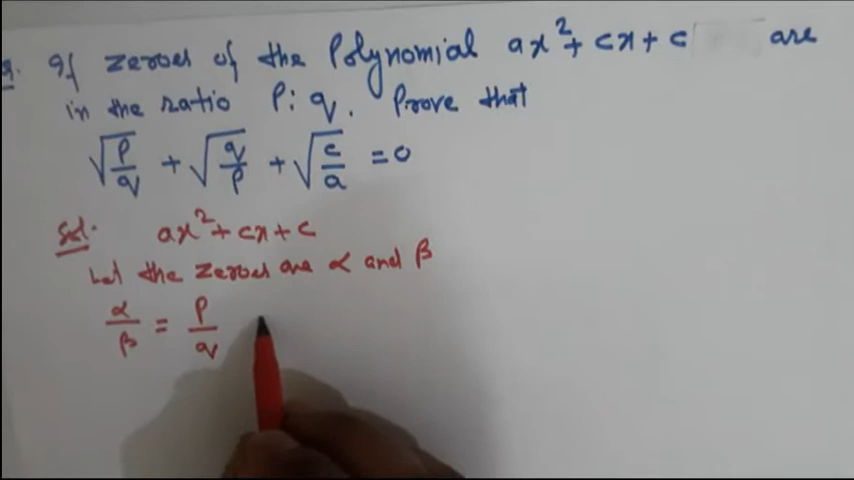 Q. If zeroes of the Polynomial ax²+ cx + c are
in the ratio P: q. Prove that
√(P/q) + √(q/P) + √(c/a) = 0
Sol. ax²+ cx + c
Let the zeroes are α and β
α/β = P/q